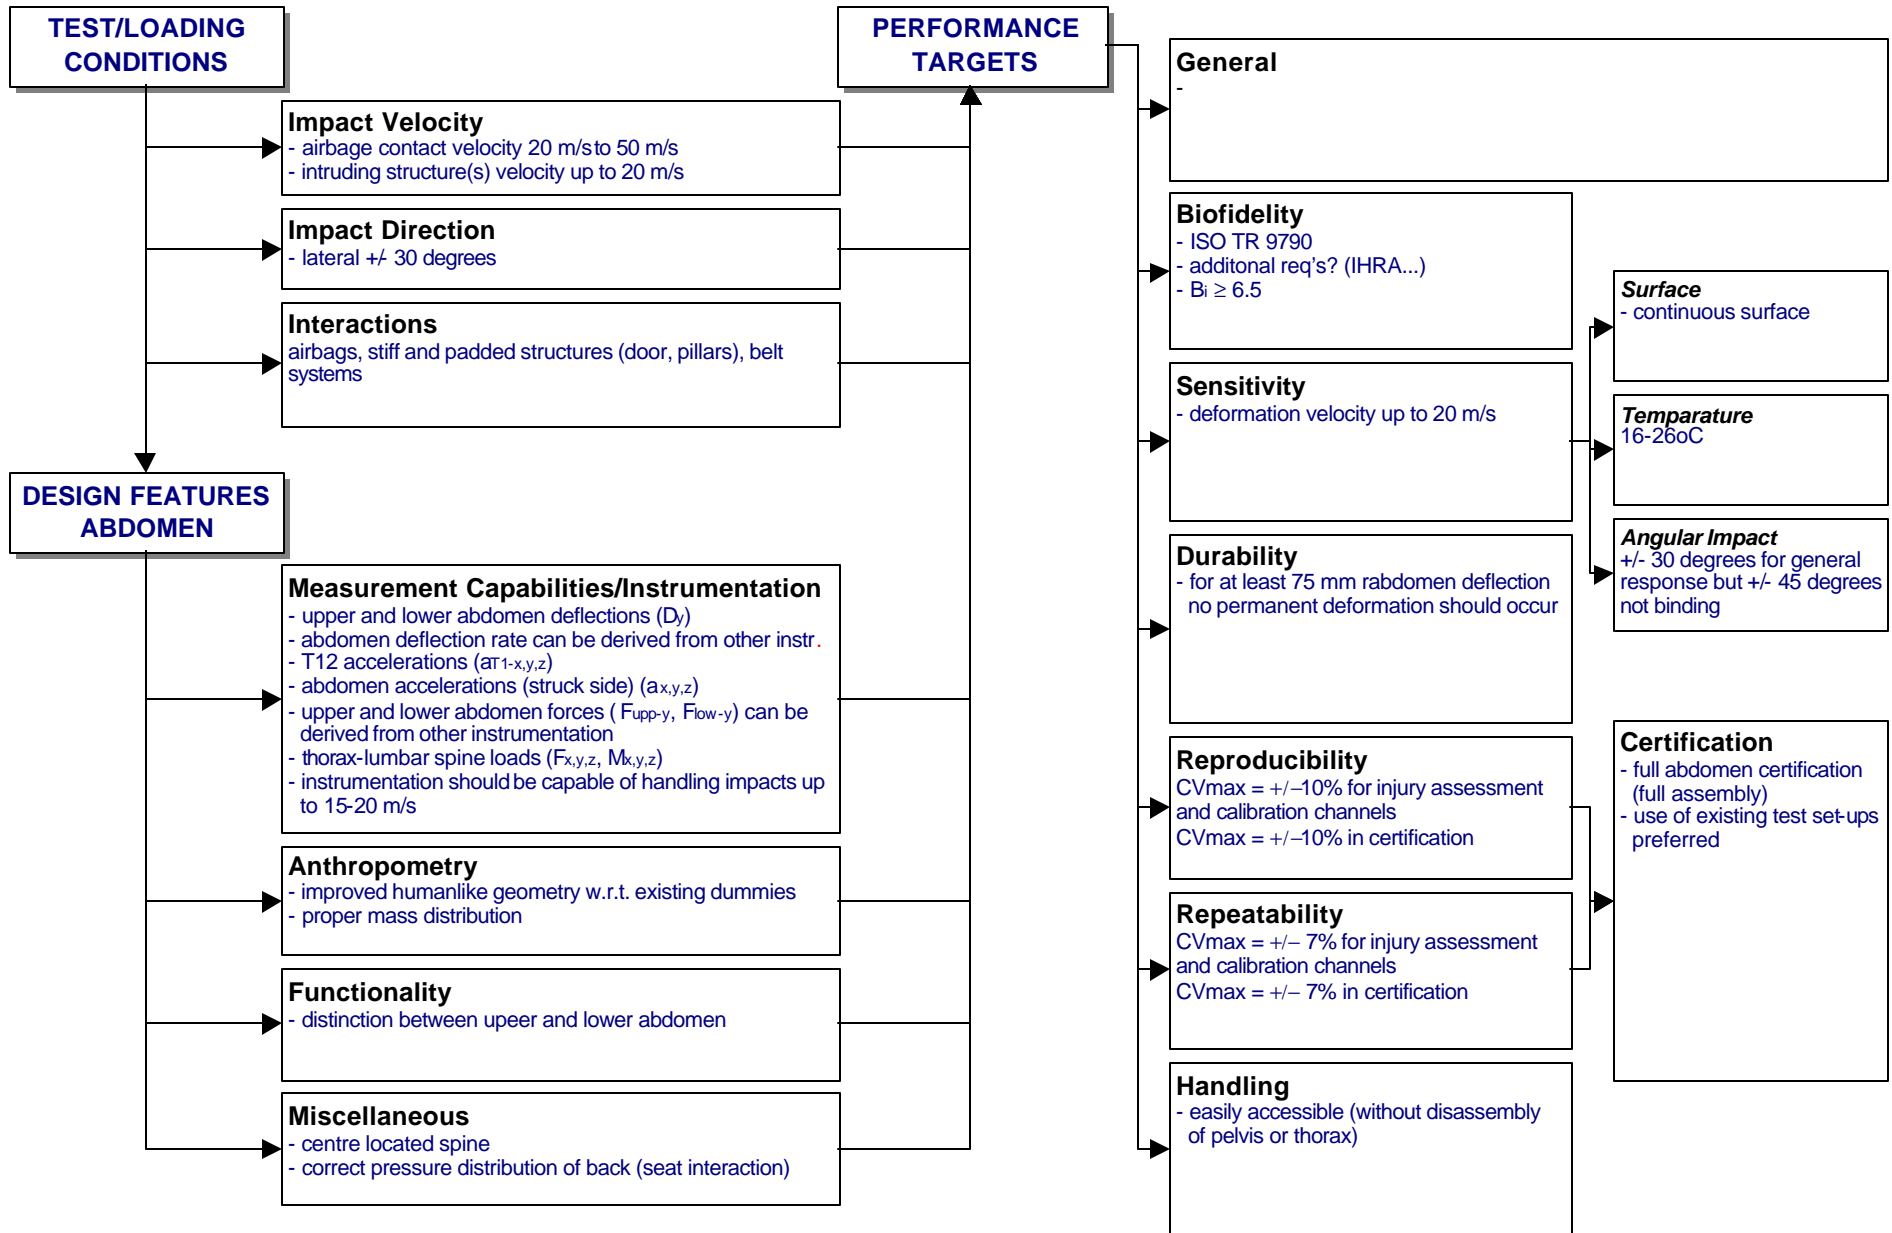 TEST/LOADING
CONDITIONS
Impact Velocity
- airbage contact velocity 20 m/s to 50 m/s
- intruding structure(s) velocity up to 20 m/s
Impact Direction
- lateral +/- 30 degrees
Interactions
airbags, stiff and padded structures (door, pillars), belt
systems
DESIGN FEATURES
ABDOMEN
Measurement Capabilities/Instrumentation
- upper and lower abdomen deflections (Dy)
- abdomen deflection rate can be derived from other instr.
- T12 accelerations (aT1-x,y,z)
- abdomen accelerations (struck side) (ax,y,z)
- upper and lower abdomen forces ( Fupp-y, Flow-y) can be
derived from other instrumentation
- thorax-lumbar spine loads (Fx,y,z, Mx,y,z)
- instrumentation should be capable of handling impacts up
to 15-20 m/s
Anthropometry
- improved humanlike geometry w.r.t. existing dummies
- proper mass distribution
Functionality
- distinction between upeer and lower abdomen
Miscellaneous
- centre located spine
- correct pressure distribution of back (seat interaction)
PERFORMANCE
TARGETS
General
-
Biofidelity
- ISO TR 9790
- additonal req's? (IHRA...)
- Bi ≥ 6.5
Sensitivity
- deformation velocity up to 20 m/s
Surface
- continuous surface
Temparature
16-26oC
Angular Impact
+/- 30 degrees for general
response but +/- 45 degrees
not binding
Durability
- for at least 75 mm rabdomen deflection
no permanent deformation should occur
Reproducibility
CVmax = +/−10% for injury assessment
and calibration channels
CVmax = +/−10% in certification
Repeatability
CVmax = +/− 7% for injury assessment
and calibration channels
CVmax = +/− 7% in certification
Certification
- full abdomen certification
(full assembly)
- use of existing test set-ups
preferred
Handling
- easily accessible (without disassembly
of pelvis or thorax)